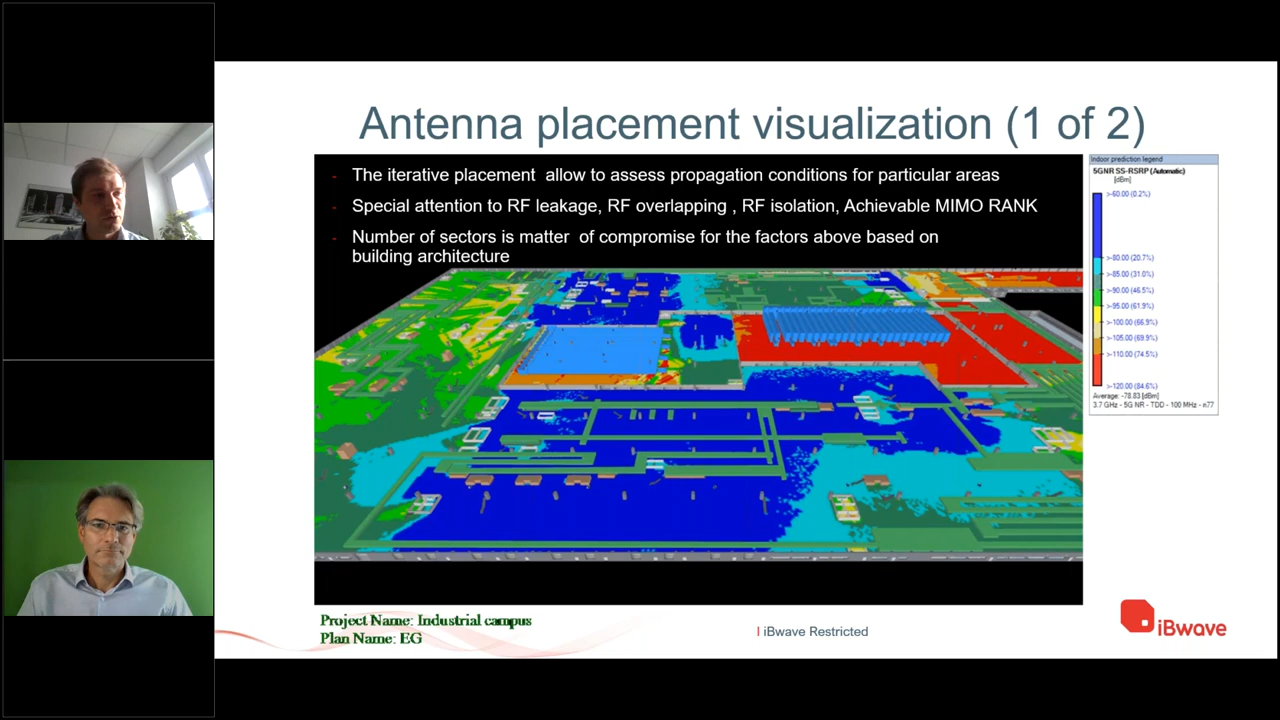 Antenna placement visualization (1 of 2)
- The iterative placement allow to assess propagation conditions for particular areas
- Special attention to RF leakage, RF overlapping , RF isolation, Achievable MIMO RANK
- Number of sectors is matter of compromise for the factors above based on
building architecture
Indoor prediction legend
5GNR SS-RSRP (Automatic)
[dBm]
>-60.00 (0.2%)
>-80.00 (20.7%)
>-85.00 (31.0%)
>-90.00 (46.5%)
>-95.00 (61.9%)
>-100.00 (66.9%)
>-105.00 (69.9%)
>-110.00 (74.5%)
>-120.00 (84.6%)
Average: -78.83 [dBm]
3.7 GHz - 5G NR - TDD - 100 MHz - n77
Project Name: Industrial campus
Plan Name: EG
| iBwave Restricted
iBwave